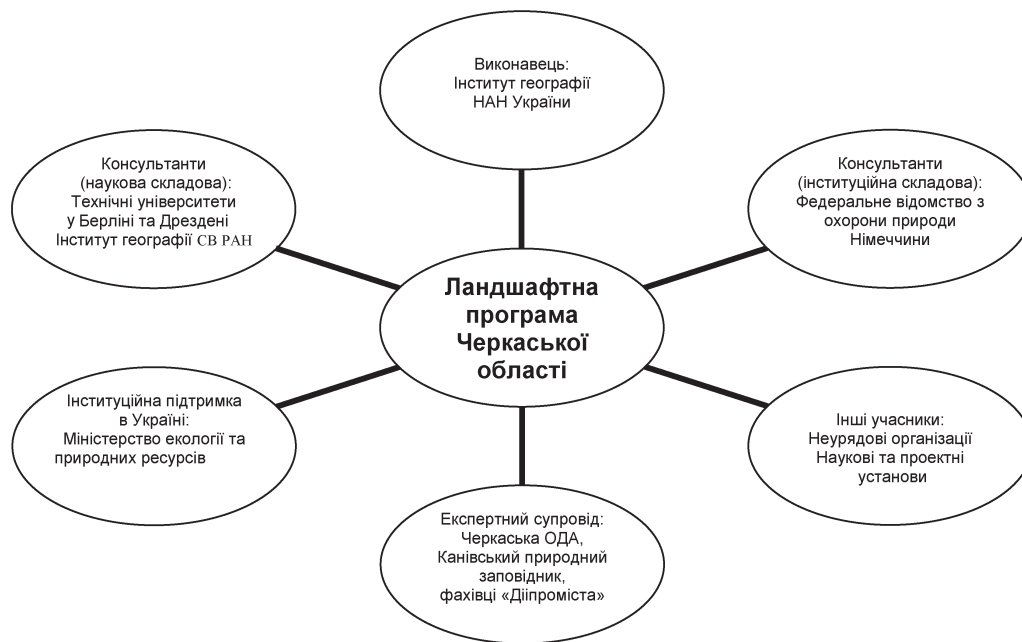 Виконавець:
Інститут географії
НАН України
Консультанти
(наукова складова):
Технічні університети
у Берліні та Дрездені
Інститут географії СВ РАН
Консультанти
(інституційна складова):
Федеральне відомство з
охорони природи
Німеччини
Ландшафтна
програма
Черкаської
області
Інституційна підтримка
в Україні:
Міністерство екології та
природних ресурсів
Інші учасники:
Неурядові організації
Наукові та проектні
установи
Експертний супровід:
Черкаська ОДА,
Канівський природний
заповідник,
фахівці «Діпроміста»